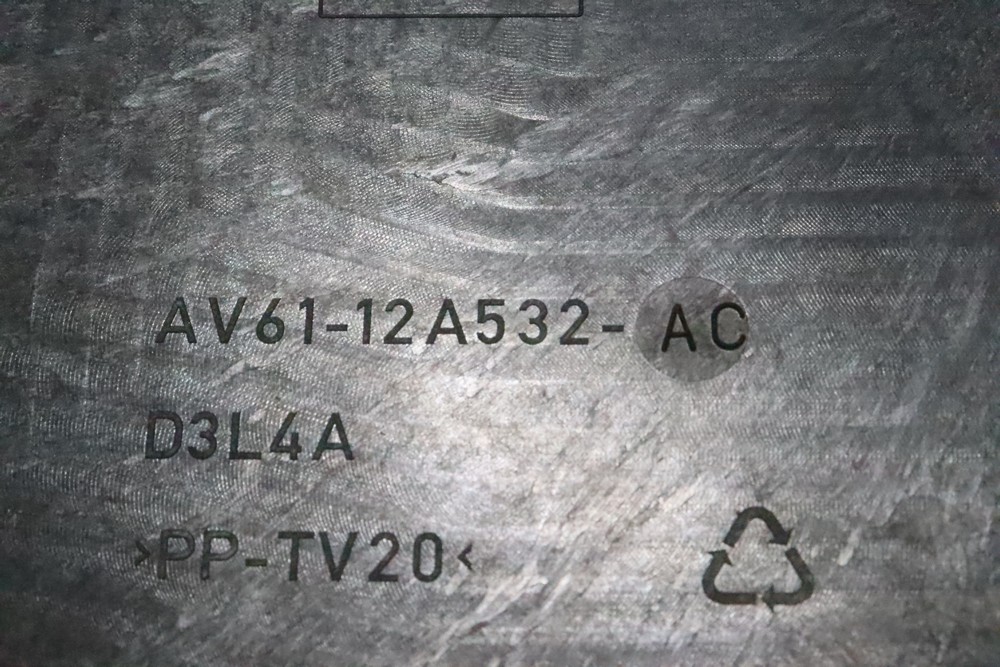 AV61-12A532- AC
D3L4A
>PP-TV20<